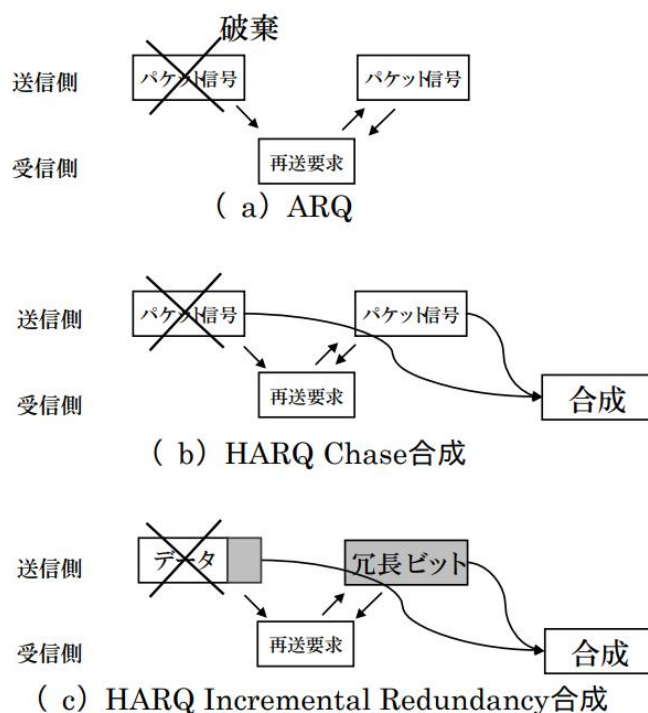 破棄
送信側 パケット信号 パケット信号
受信側 再送要求
( a) ARQ
送信側 パケット信号 パケット信号
受信側 再送要求 合成
( b) HARQ Chase合成
送信側 データ 冗長ビット
受信側 再送要求 合成
( c) HARQ Incremental Redundancy合成